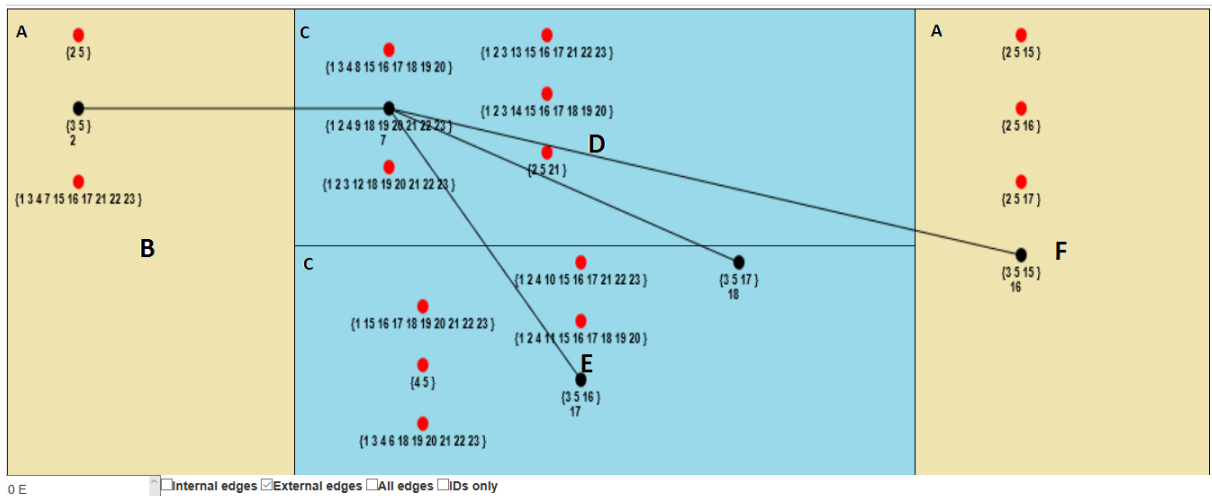 A
{2 5 }
{3 5 }
2
{1 3 4 7 15 16 17 21 22 23 }
B
C
{1 3 4 8 15 16 17 18 19 20 }
{1 2 4 9 18 19 20 21 22 23 }
7
{1 2 3 12 18 19 20 21 22 23 }
{1 2 3 13 15 16 17 21 22 23 }
{1 2 3 14 15 16 17 18 19 20 }
D
{2 5 21 }
{3 5 17 }
18
C
{1 15 16 17 18 19 20 21 22 23 }
{4 5 }
{1 3 4 6 18 19 20 21 22 23 }
{1 2 4 10 15 16 17 21 22 23 }
{1 2 4 11 15 16 17 18 19 20 }
E
{3 5 16 }
17
A
{2 5 15 }
{2 5 16 }
{2 5 17 }
F
{3 5 15 }
16
0 E
Internal edges External edges All edges IDs only